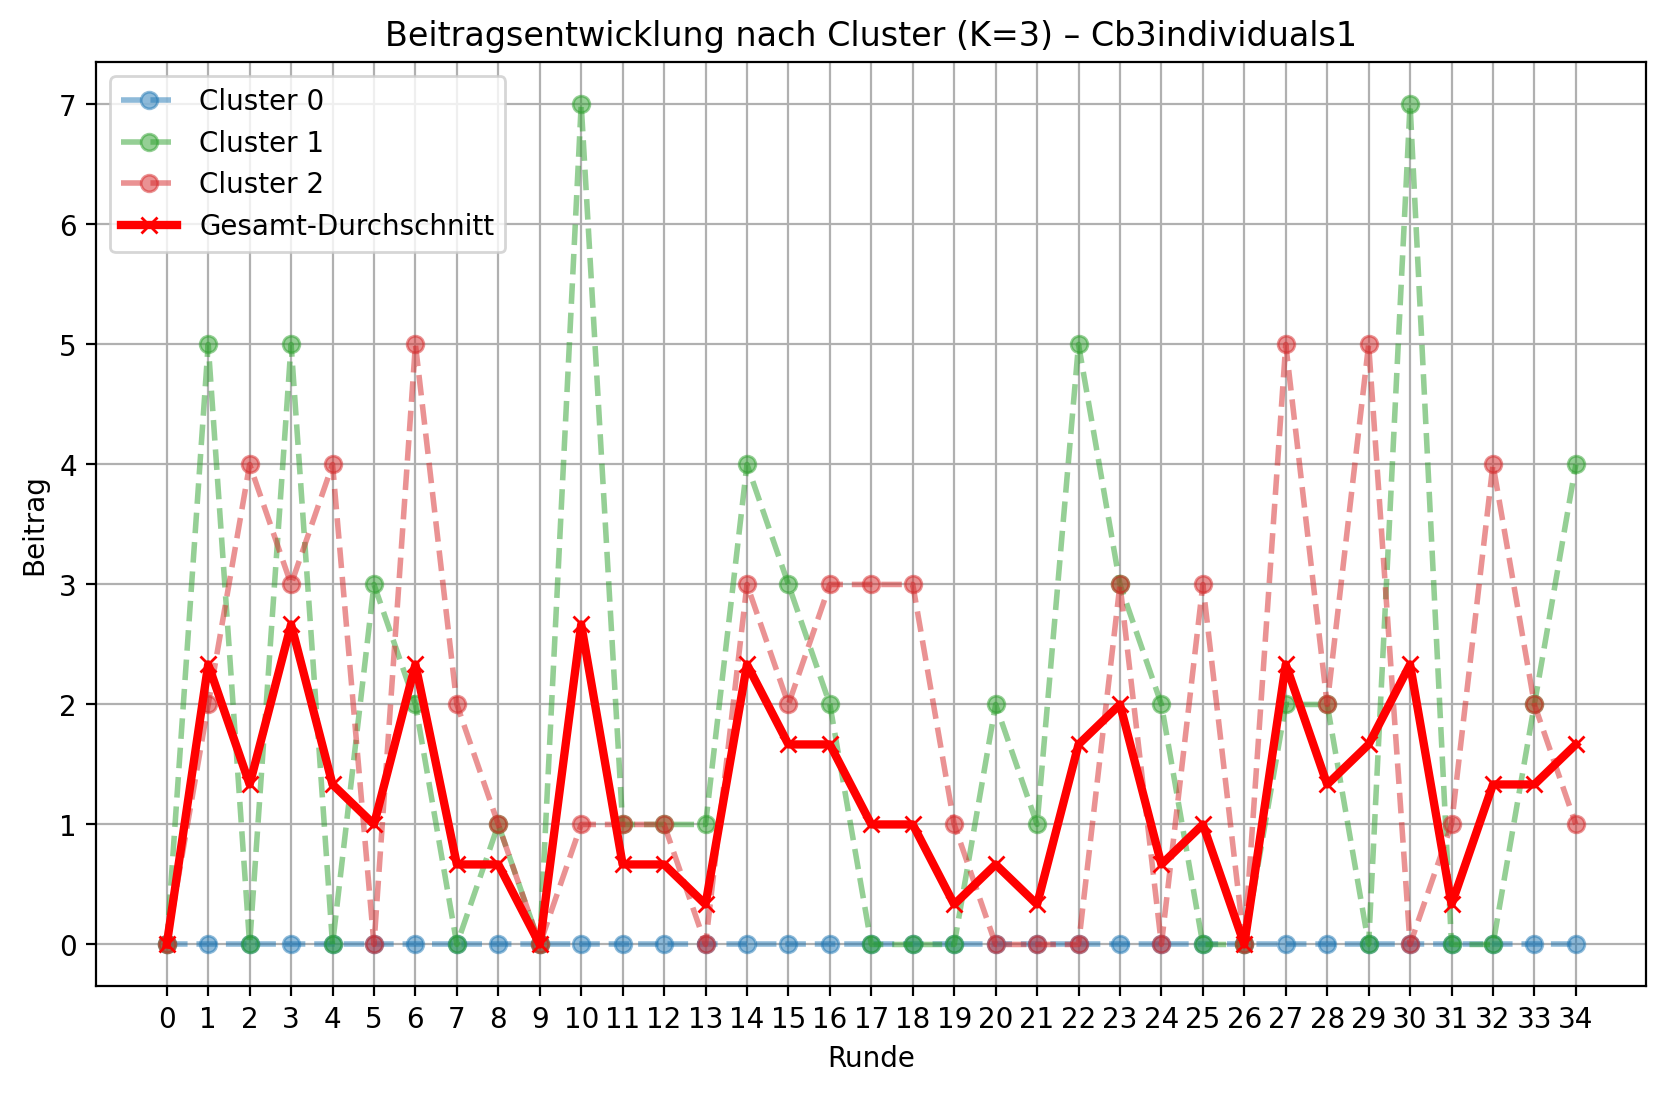 Beitragsentwicklung nach Cluster (K=3) – Cb3individuals1
Cluster 0
Cluster 1
Cluster 2
Gesamt-Durchschnitt
7
6
5
4
3
2
1
0
Beitrag
0 1 2 3 4 5 6 7 8 9 10 11 12 13 14 15 16 17 18 19 20 21 22 23 24 25 26 27 28 29 30 31 32 33 34
Runde